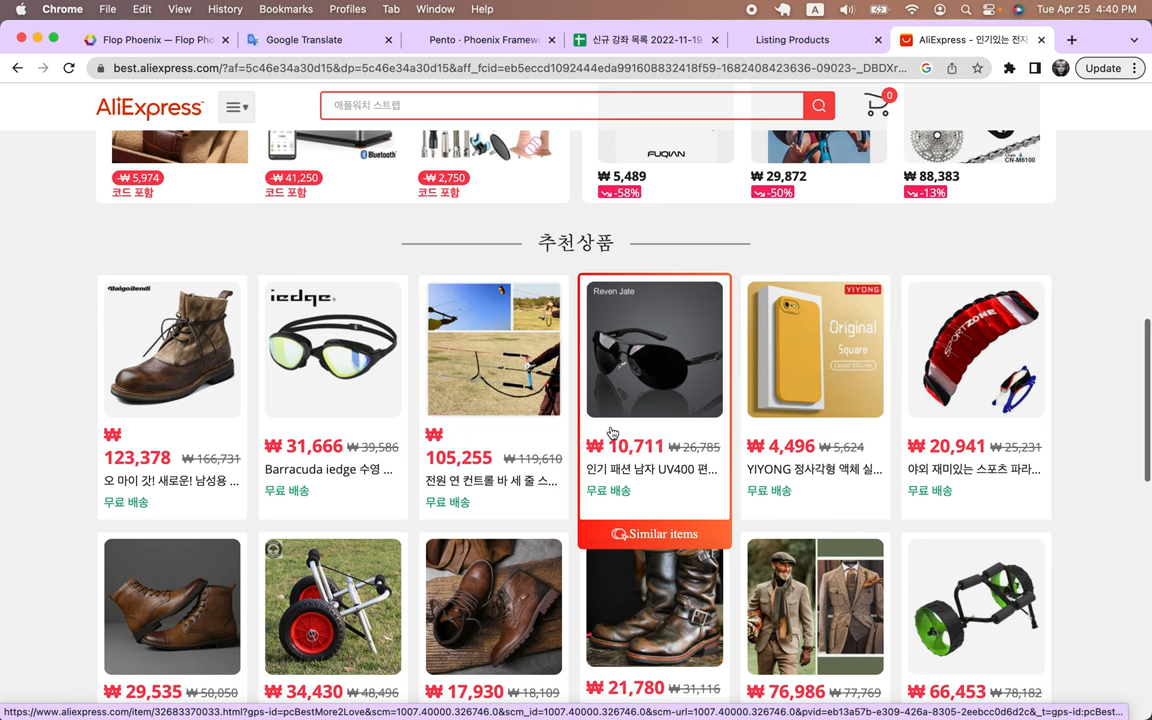 Chrome File Edit View History Bookmarks Profiles Tab Window Help A Tue Apr 25 4:40 PM
Flop Phoenix — Flop Pho
Google Translate
Pento · Phoenix Framew
신규 강좌 목록 2022-11-19
Listing Products
AliExpress - 인기있는 전자
best.aliexpress.com/?af=5c46e34a30d15&dp=5c46e34a30d15&aff_fcid=eb5eccd1092444eda991608832418f59-1682408423636-09023-_DBDXr...
Update
AliExpress
애플워치 스트랩
0
Bluetooth
FUQIAN
CN-M6100
-₩ 5,974
코드 포함
-₩ 41,250
코드 포함
-₩ 2,750
코드 포함
₩ 5,489
-58%
₩ 29,872
-50%
₩ 88,383
-13%
추천상품
BaigoBendi
₩ 123,378 ₩ 166,731
오 마이 갓! 새로운! 남성용 ...
무료 배송
iedge.
₩ 31,666 ₩ 39,586
Barracuda iedge 수영 ...
무료 배송
₩ 105,255 ₩ 119,610
전원 연 컨트롤 바 세 줄 스...
무료 배송
Reven Jate
₩ 10,711 ₩ 26,785
인기 패션 남자 UV400 편...
무료 배송
Similar items
YIYONG
Original
Square
₩ 4,496 ₩ 5,624
YIYONG 정사각형 액체 실...
무료 배송
SPORTZONE
₩ 20,941 ₩ 25,231
야외 재미있는 스포츠 파라...
무료 배송
₩ 29,535 ₩ 50,050
₩ 34,430 ₩ 48,496
₩ 17,930 ₩ 18,109
₩ 21,780 ₩ 31,116
₩ 76,986 ₩ 77,769
₩ 66,453 ₩ 78,182
https://www.aliexpress.com/item/32683370033.html?gps-id=pcBestMore2Love&scm=1007.40000.326746.0&scm_id=1007.40000.326746.0&scm-url=1007.40000.326746.0&pvid=eb13a57b-e309-426a-8305-2eebcc0d6d2c&_t=gps-id:pcBest...